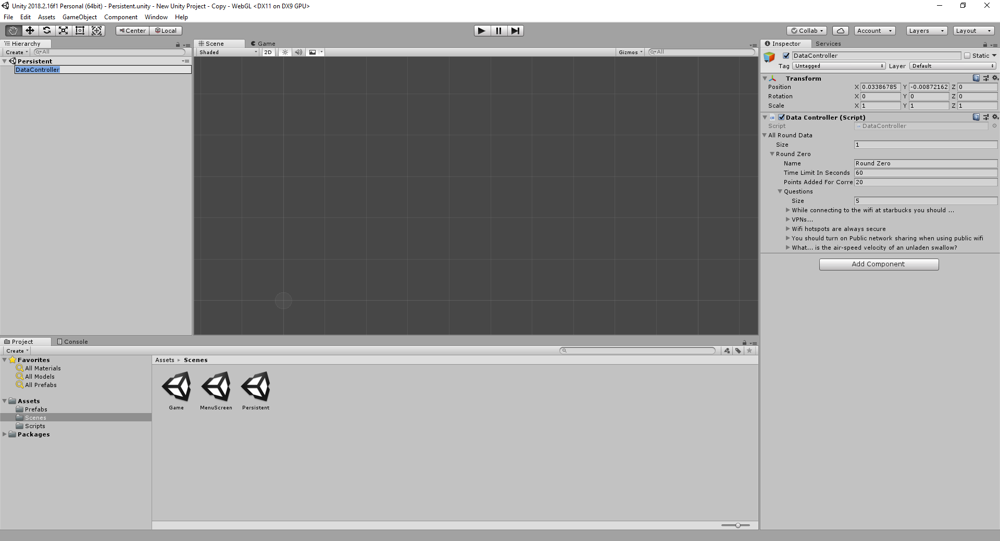 Unity 2018.2.16f1 Personal (64bit) - Persistent.unity - New Unity Project - Copy - WebGL <DX11 on DX9 GPU>
File Edit Assets GameObject Component Window Help
Center Local
Collab Account Layers Layout
Hierarchy
Create All
Persistent
DataController
Scene Game
Shaded 2D Gizmos All
Inspector Services
DataController Static
Tag Untagged Layer Default
Transform
Position X 0.03386785 Y -0.00872162 Z 0
Rotation X 0 Y 0 Z 0
Scale X 1 Y 1 Z 1
Data Controller (Script)
Script DataController
All Round Data
Size 1
Round Zero
Name Round Zero
Time Limit In Seconds 60
Points Added For Corre 20
Questions
Size 5
While connecting to the wifi at starbucks you should ...
VPNs...
Wifi hotspots are always secure
You should turn on Public network sharing when using public wifi
What... is the air-speed velocity of an unladen swallow?
Add Component
Project Console
Create
Favorites
All Materials
All Models
All Prefabs
Assets
Prefabs
Scenes
Scripts
Packages
Assets Scenes
Game MenuScreen Persistent